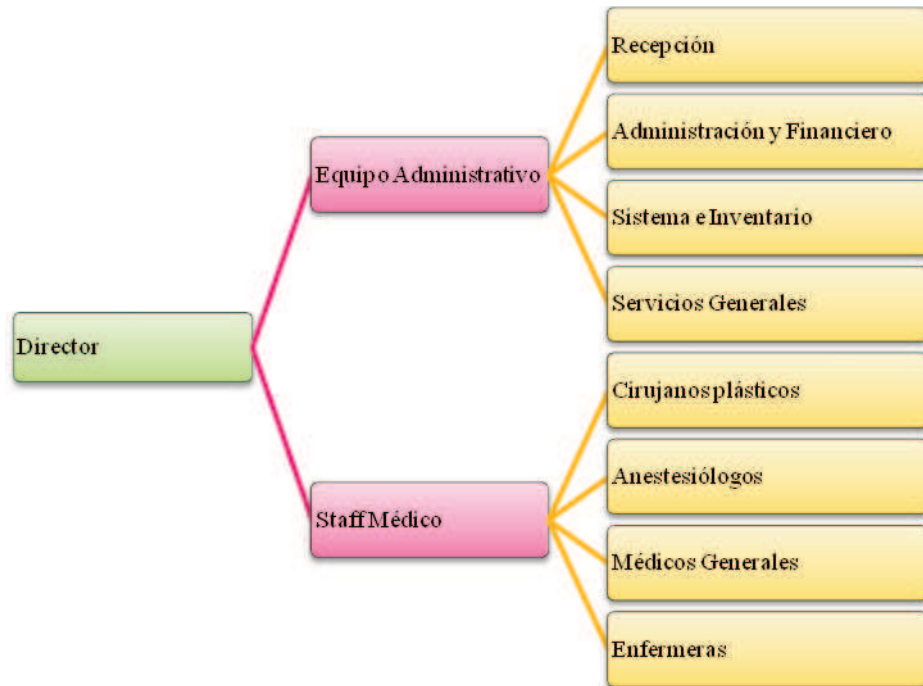 Recepción
Administración y Financiero
Equipo Administrativo
Sistema e Inventario
Servicios Generales
Director
Cirujanos plásticos
Anestesiólogos
Staff Médico
Médicos Generales
Enfermeras